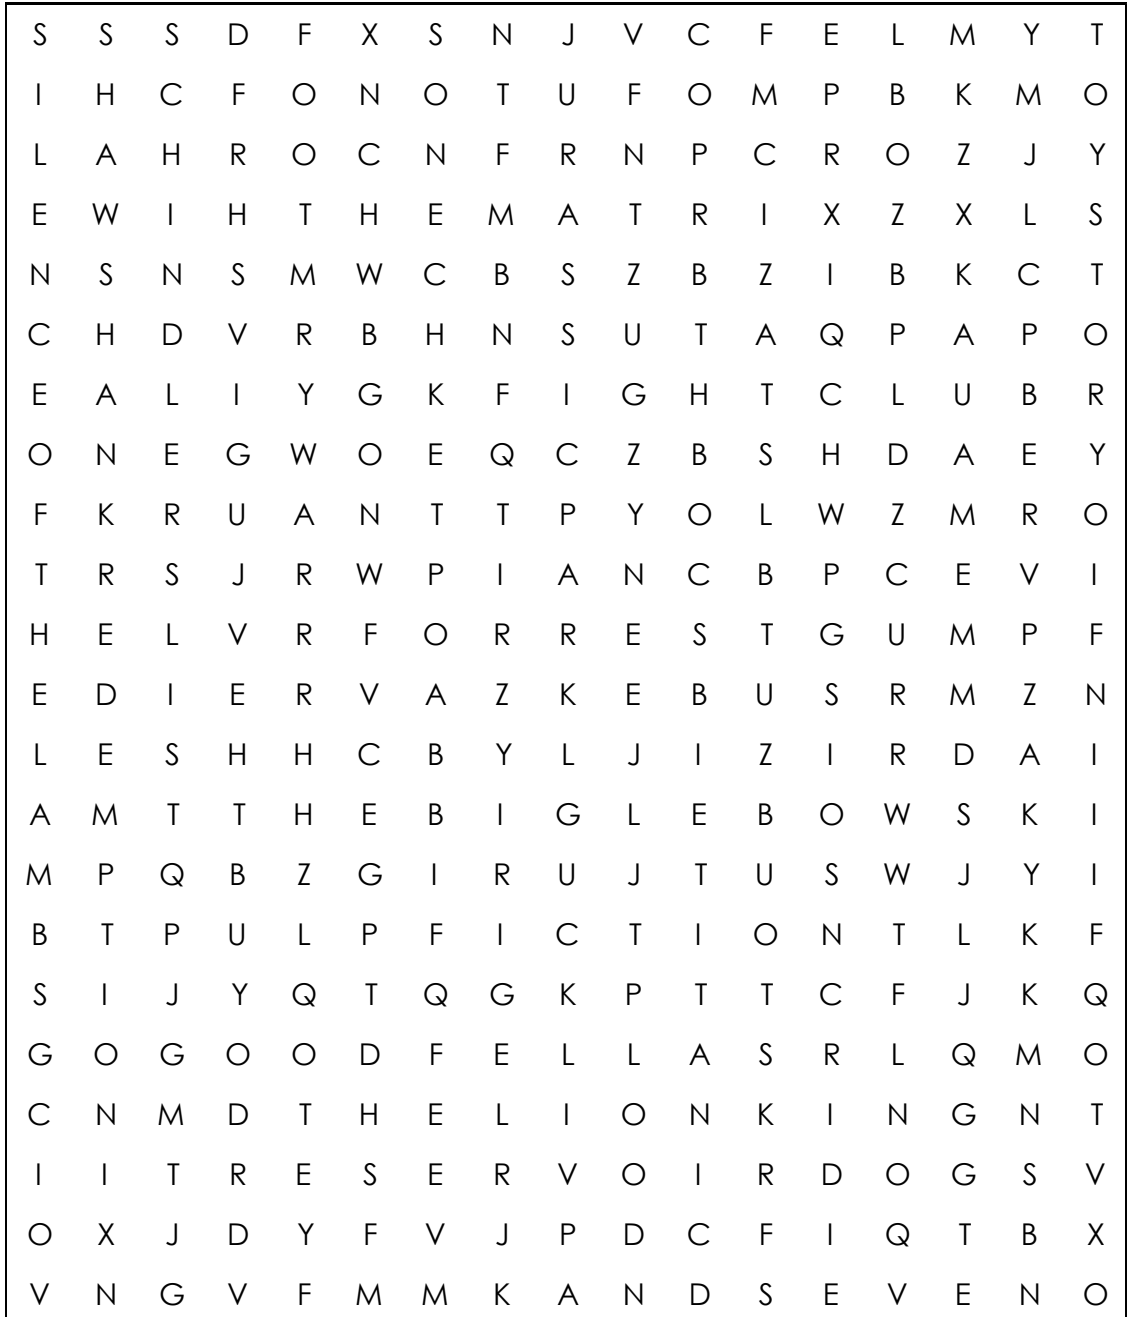 S S S D F X S N J V C F E L M Y T
I H C F O N O T U F O M P B K M O
L A H R O C N F R N P C R O Z J Y
E W I H T H E M A T R I X Z X L S
N S N S M W C B S Z B Z I B K C T
C H D V R B H N S U T A Q P A P O
E A L I Y G K F I G H T C L U B R
O N E G W O E Q C Z B S H D A E Y
F K R U A N T T P Y O L W Z M R O
T R S J R W P I A N C B P C E V I
H E L V R F O R R E S T G U M P F
E D I E R V A Z K E B U S R M Z N
L E S H H C B Y L J I Z I R D A I
A M T T H E B I G L E B O W S K I
M P Q B Z G I R U J T U S W J Y I
B T P U L P F I C T I O N T L K F
S I J Y Q T Q G K P T T C F J K Q
G O G O O D F E L L A S R L Q M O
C N M D T H E L I O N K I N G N T
I I T R E S E R V O I R D O G S V
O X J D Y F V J P D C F I Q T B X
V N G V F M M K A N D S E V E N O